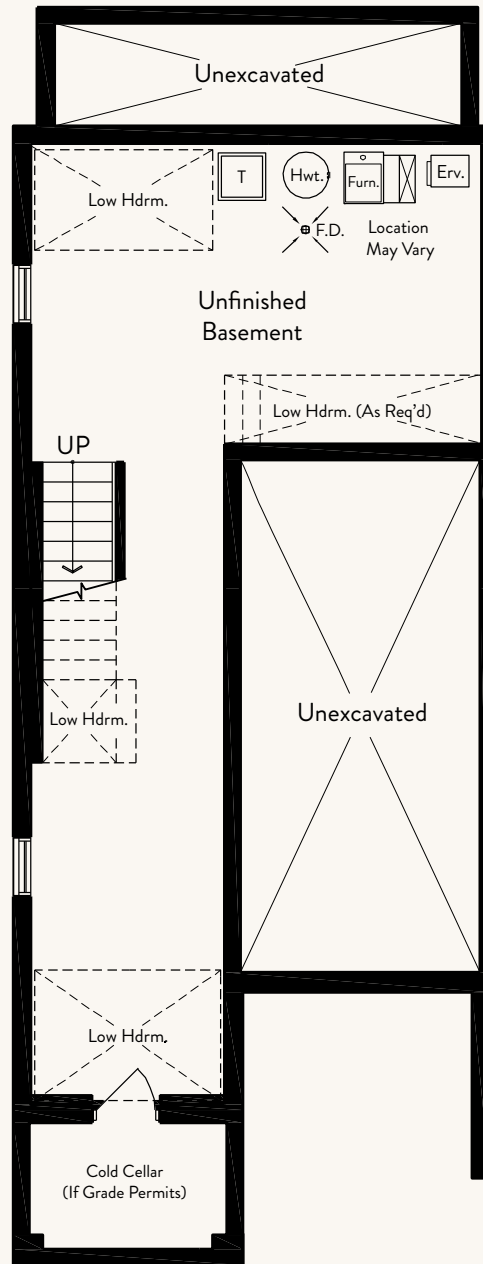 Unexcavated
Low Hdrm.
T
Hwt.
Furn.
Erv.
F.D.
Location
May Vary
Unfinished
Basement
Low Hdrm. (As Req'd)
UP
Low Hdrm.
Unexcavated
Low Hdrm.
Cold Cellar
(If Grade Permits)